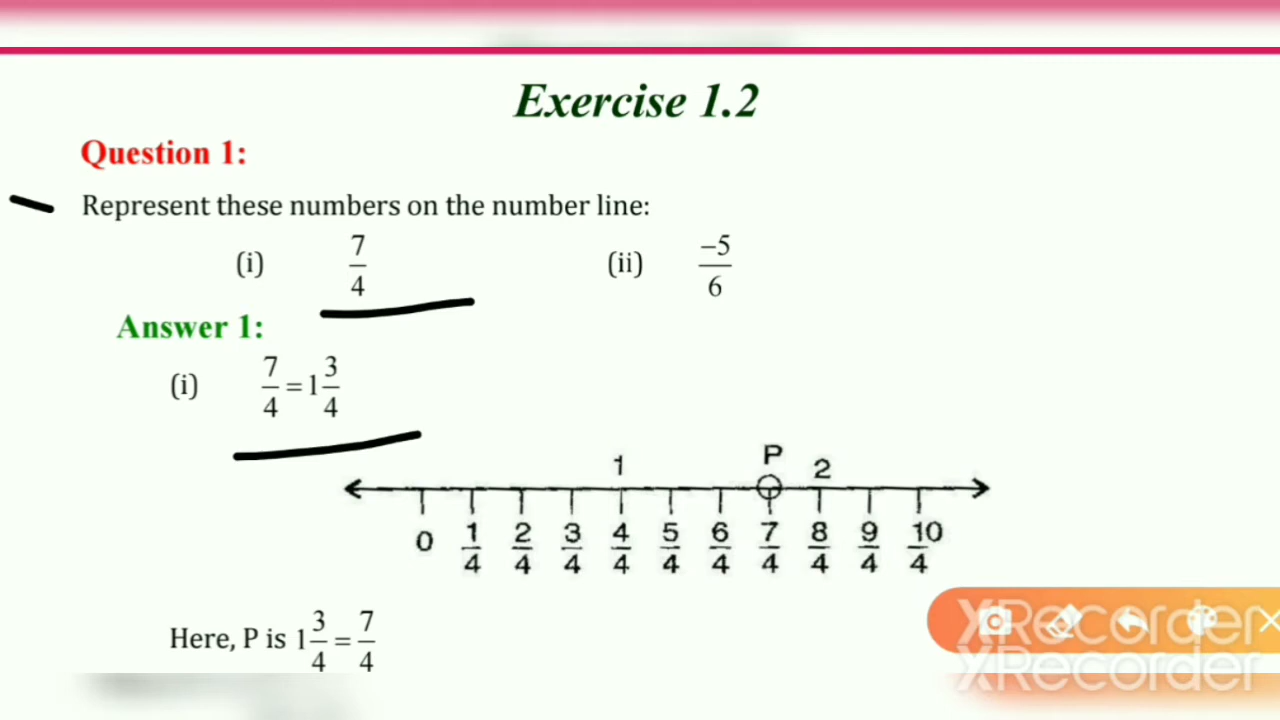 Exercise 1.2
Question 1:
Represent these numbers on the number line:
(i) 7/4 (ii) −5/6
Answer 1:
(i) 7/4 = 1 3/4
1 P 2
0 1/4 2/4 3/4 4/4 5/4 6/4 7/4 8/4 9/4 10/4
Here, P is 1 3/4 = 7/4
XRecorder
XRecorder